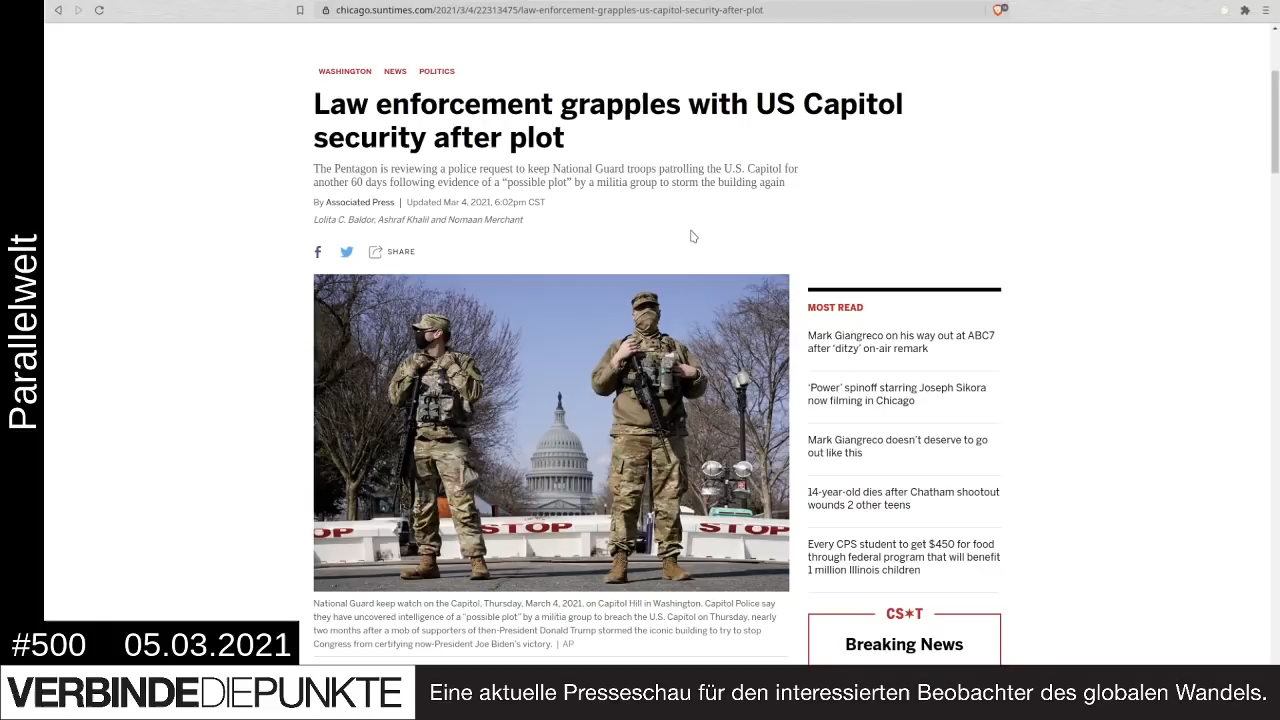 chicago.suntimes.com/2021/3/4/22313475/law-enforcement-grapples-us-capitol-security-after-plot
WASHINGTON NEWS POLITICS
Law enforcement grapples with US Capitol
security after plot
The Pentagon is reviewing a police request to keep National Guard troops patrolling the U.S. Capitol for
another 60 days following evidence of a “possible plot” by a militia group to storm the building again
By Associated Press | Updated Mar 4, 2021, 6:02pm CST
Lolita C. Baldor, Ashraf Khalil and Nomaan Merchant
SHARE
OP STOP STOP
National Guard keep watch on the Capitol, Thursday, March 4, 2021, on Capitol Hill in Washington. Capitol Police say
they have uncovered intelligence of a “possible plot” by a militia group to breach the U.S. Capitol on Thursday, nearly
two months after a mob of supporters of then-President Donald Trump stormed the iconic building to try to stop
Congress from certifying now-President Joe Biden’s victory. | AP
MOST READ
Mark Giangreco on his way out at ABC7
after ‘ditzy’ on-air remark
‘Power’ spinoff starring Joseph Sikora
now filming in Chicago
Mark Giangreco doesn’t deserve to go
out like this
14-year-old dies after Chatham shootout
wounds 2 other teens
Every CPS student to get $450 for food
through federal program that will benefit
1 million Illinois children
CS✶T
Breaking News
Parallelwelt
#500 05.03.2021
VERBINDEDIEPUNKTE
Eine aktuelle Presseschau für den interessierten Beobachter des globalen Wandels.